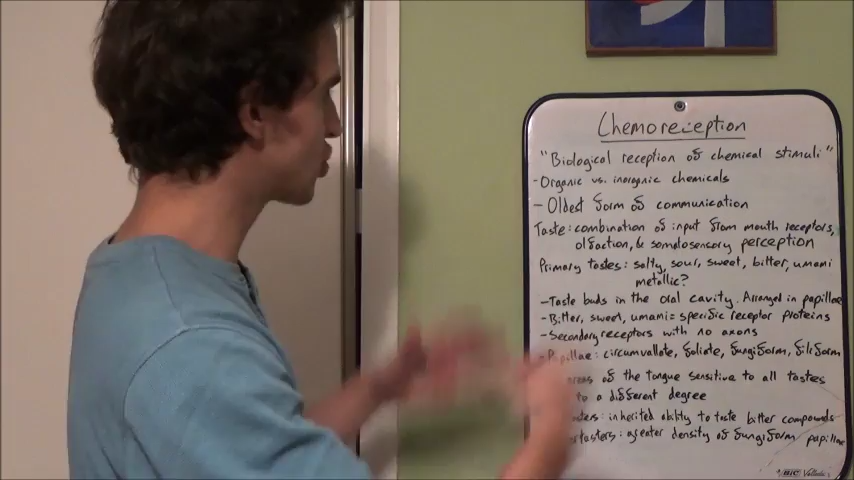 Chemoreception
"Biological reception of chemical stimuli"
- Organic vs. inorganic chemicals
- Oldest form of communication
Taste: combination of input from mouth receptors,
olfaction, & somatosensory perception
Primary tastes: salty, sour, sweet, bitter, umami
metallic?
- Taste buds in the oral cavity. Arranged in papillae
- Bitter, sweet, umami = specific receptor proteins
- Secondary receptors with no axons
- Papillae: circumvallate, foliate, fungiform, filiform
of the tongue sensitive to all tastes
to a different degree
inherited ability to taste bitter compounds
greater density of fungiform papillae
BIC Velleda